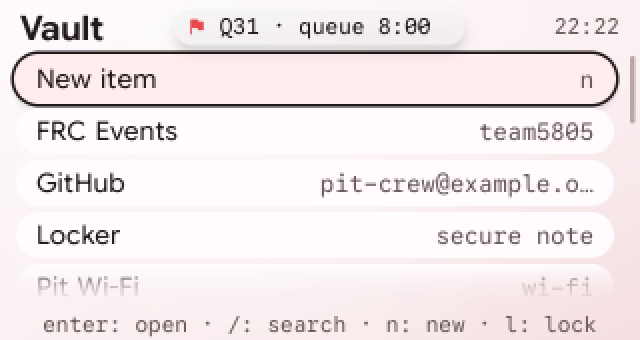 Vault
Q31 · queue 8:00
22:22
New item n
FRC Events team5805
GitHub pit-crew@example.o…
Locker secure note
Pit Wi-Fi wi-fi
enter: open · /: search · n: new · l: lock